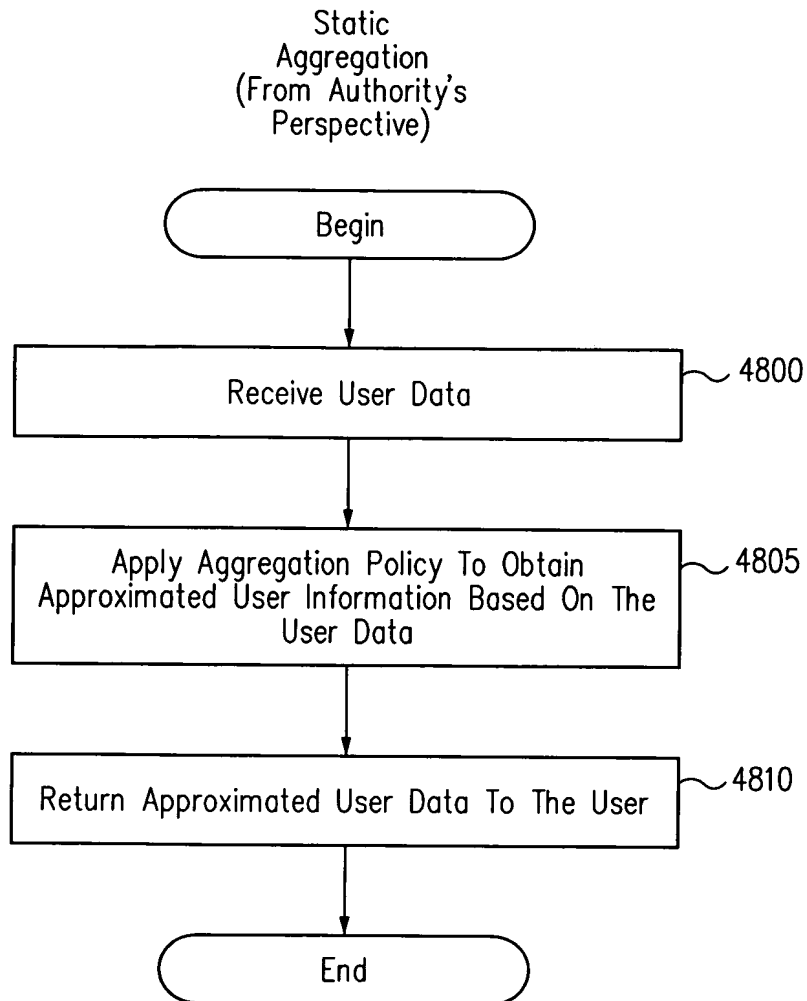 Static
Aggregation
(From Authority's
Perspective)
Begin
Receive User Data
4800
Apply Aggregation Policy To Obtain
Approximated User Information Based On The
User Data
4805
Return Approximated User Data To The User
4810
End